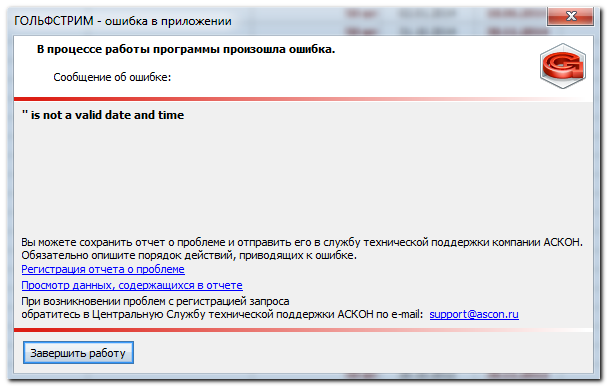 ГОЛЬФСТРИМ - ошибка в приложении
В процессе работы программы произошла ошибка.
Сообщение об ошибке:
'' is not a valid date and time
Вы можете сохранить отчет о проблеме и отправить его в службу технической поддержки компании АСКОН.
Обязательно опишите порядок действий, приводящих к ошибке.
Регистрация отчета о проблеме
Просмотр данных, содержащихся в отчете
При возникновении проблем с регистрацией запроса
обратитесь в Центральную Службу технической поддержки АСКОН по e-mail: support@ascon.ru
Завершить работу